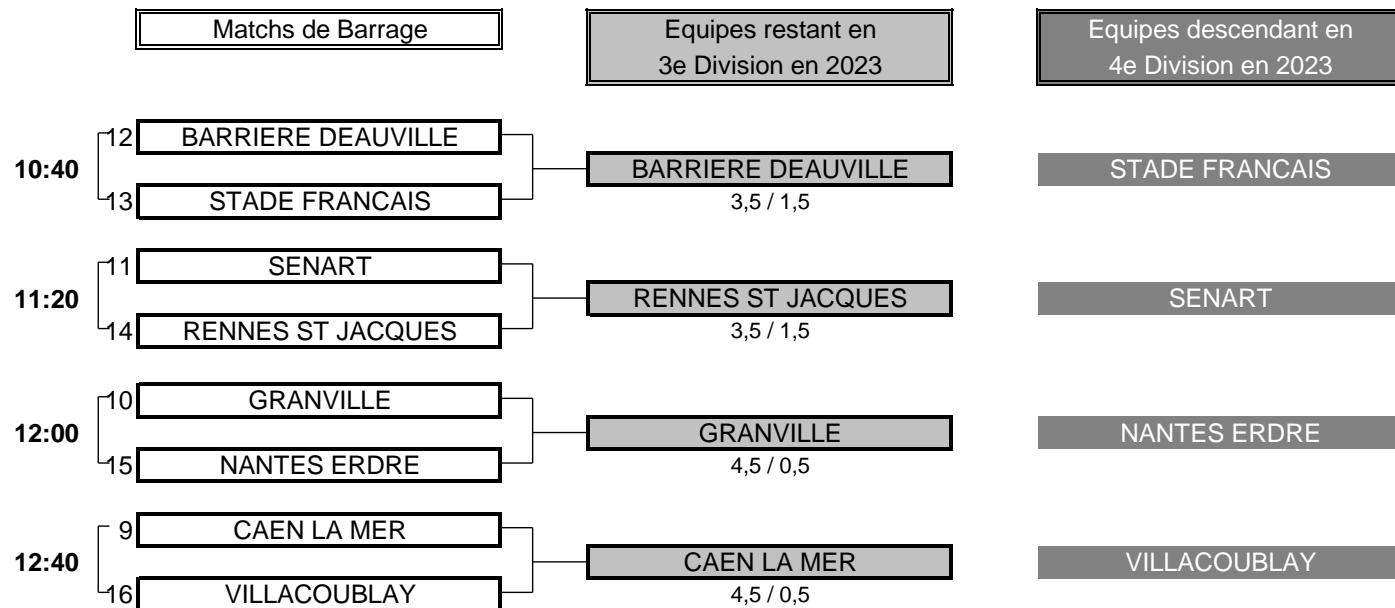 Matchs de Barrage
Equipes restant en
3e Division en 2023
Equipes descendant en
4e Division en 2023
10:40
12 BARRIERE DEAUVILLE
13 STADE FRANCAIS
BARRIERE DEAUVILLE
3,5 / 1,5
STADE FRANCAIS
11:20
11 SENART
14 RENNES ST JACQUES
RENNES ST JACQUES
3,5 / 1,5
SENART
12:00
10 GRANVILLE
15 NANTES ERDRE
GRANVILLE
4,5 / 0,5
NANTES ERDRE
12:40
9 CAEN LA MER
16 VILLACOUBLAY
CAEN LA MER
4,5 / 0,5
VILLACOUBLAY